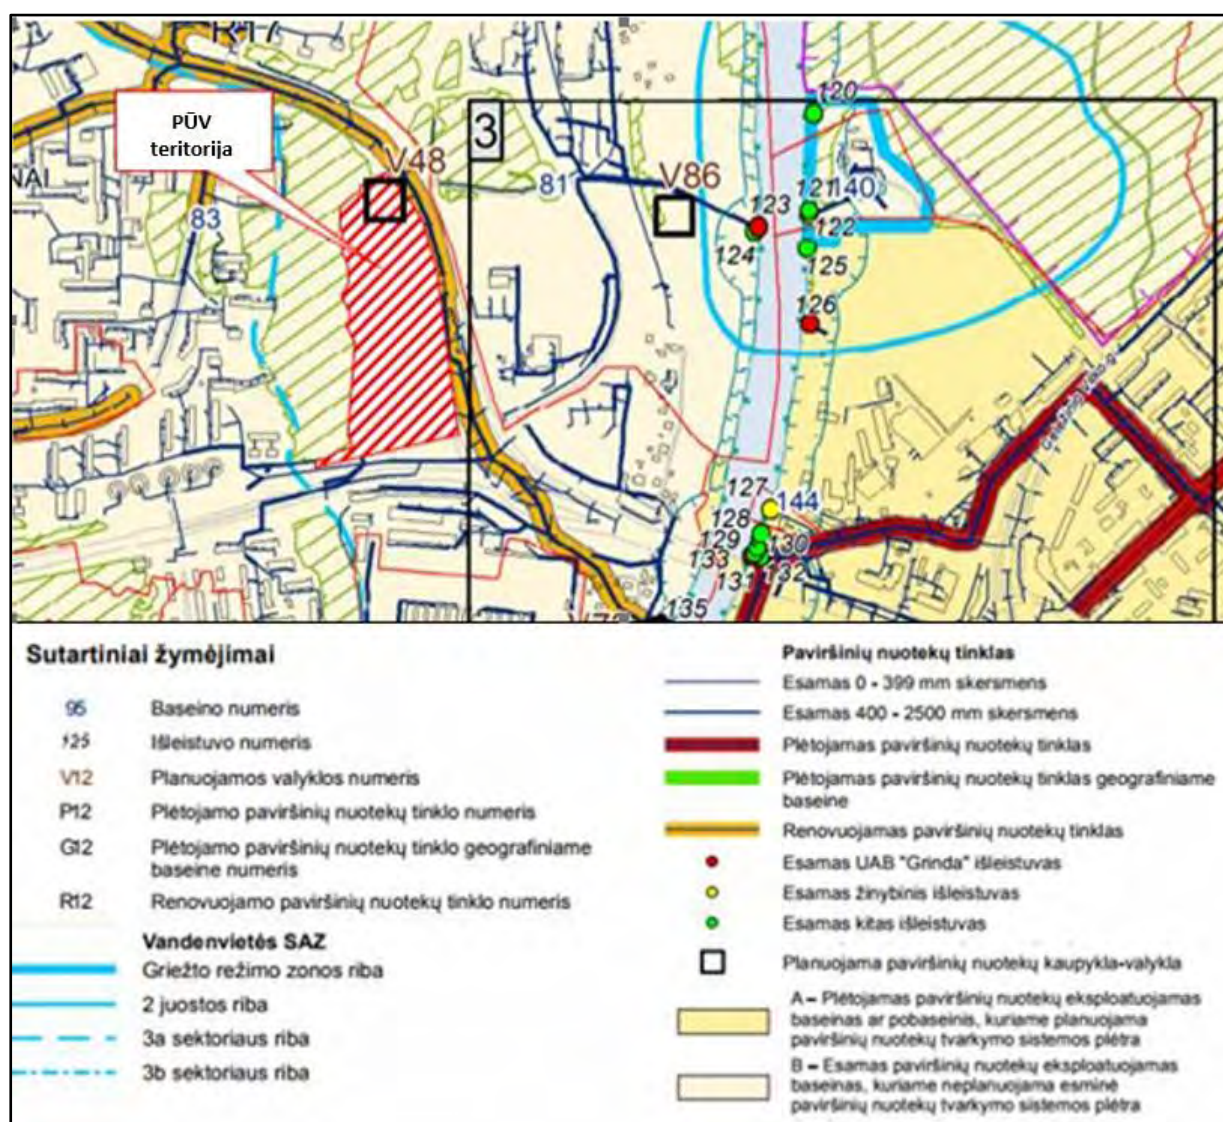 R17
PŪV
teritorija
NAI
83
V48
3
81
V86
120
121
140
122
123
124
125
126
127
144
128
129
130
133
131
132
135
Sutartiniai žymėjimai
95 Baseino numeris
125 Išleistuvo numeris
V12 Planuojamos valyklos numeris
P12 Plėtojamo paviršinių nuotekų tinklo numeris
G12 Plėtojamo paviršinių nuotekų tinklo geografiniame
baseine numeris
R12 Renovuojamo paviršinių nuotekų tinklo numeris
Vandenvietės SAZ
Griežto režimo zonos riba
2 juostos riba
3a sektoriaus riba
3b sektoriaus riba
Paviršinių nuotekų tinklas
Esamas 0 - 399 mm skersmens
Esamas 400 - 2500 mm skersmens
Plėtojamas paviršinių nuotekų tinklas
Plėtojamas paviršinių nuotekų tinklas geografiniame
baseine
Renovuojamas paviršinių nuotekų tinklas
Esamas UAB "Grinda" išleistuvas
Esamas žinybinis išleistuvas
Esamas kitas išleistuvas
Planuojama paviršinių nuotekų kaupykla-valykla
A – Plėtojamas paviršinių nuotekų eksploatuojamas
baseinas ar pobaseinis, kuriame planuojama
paviršinių nuotekų tvarkymo sistemos plėtra
B – Esamas paviršinių nuotekų eksploatuojamas
baseinas, kuriame neplanuojama esminė
paviršinių nuotekų tvarkymo sistemos plėtra